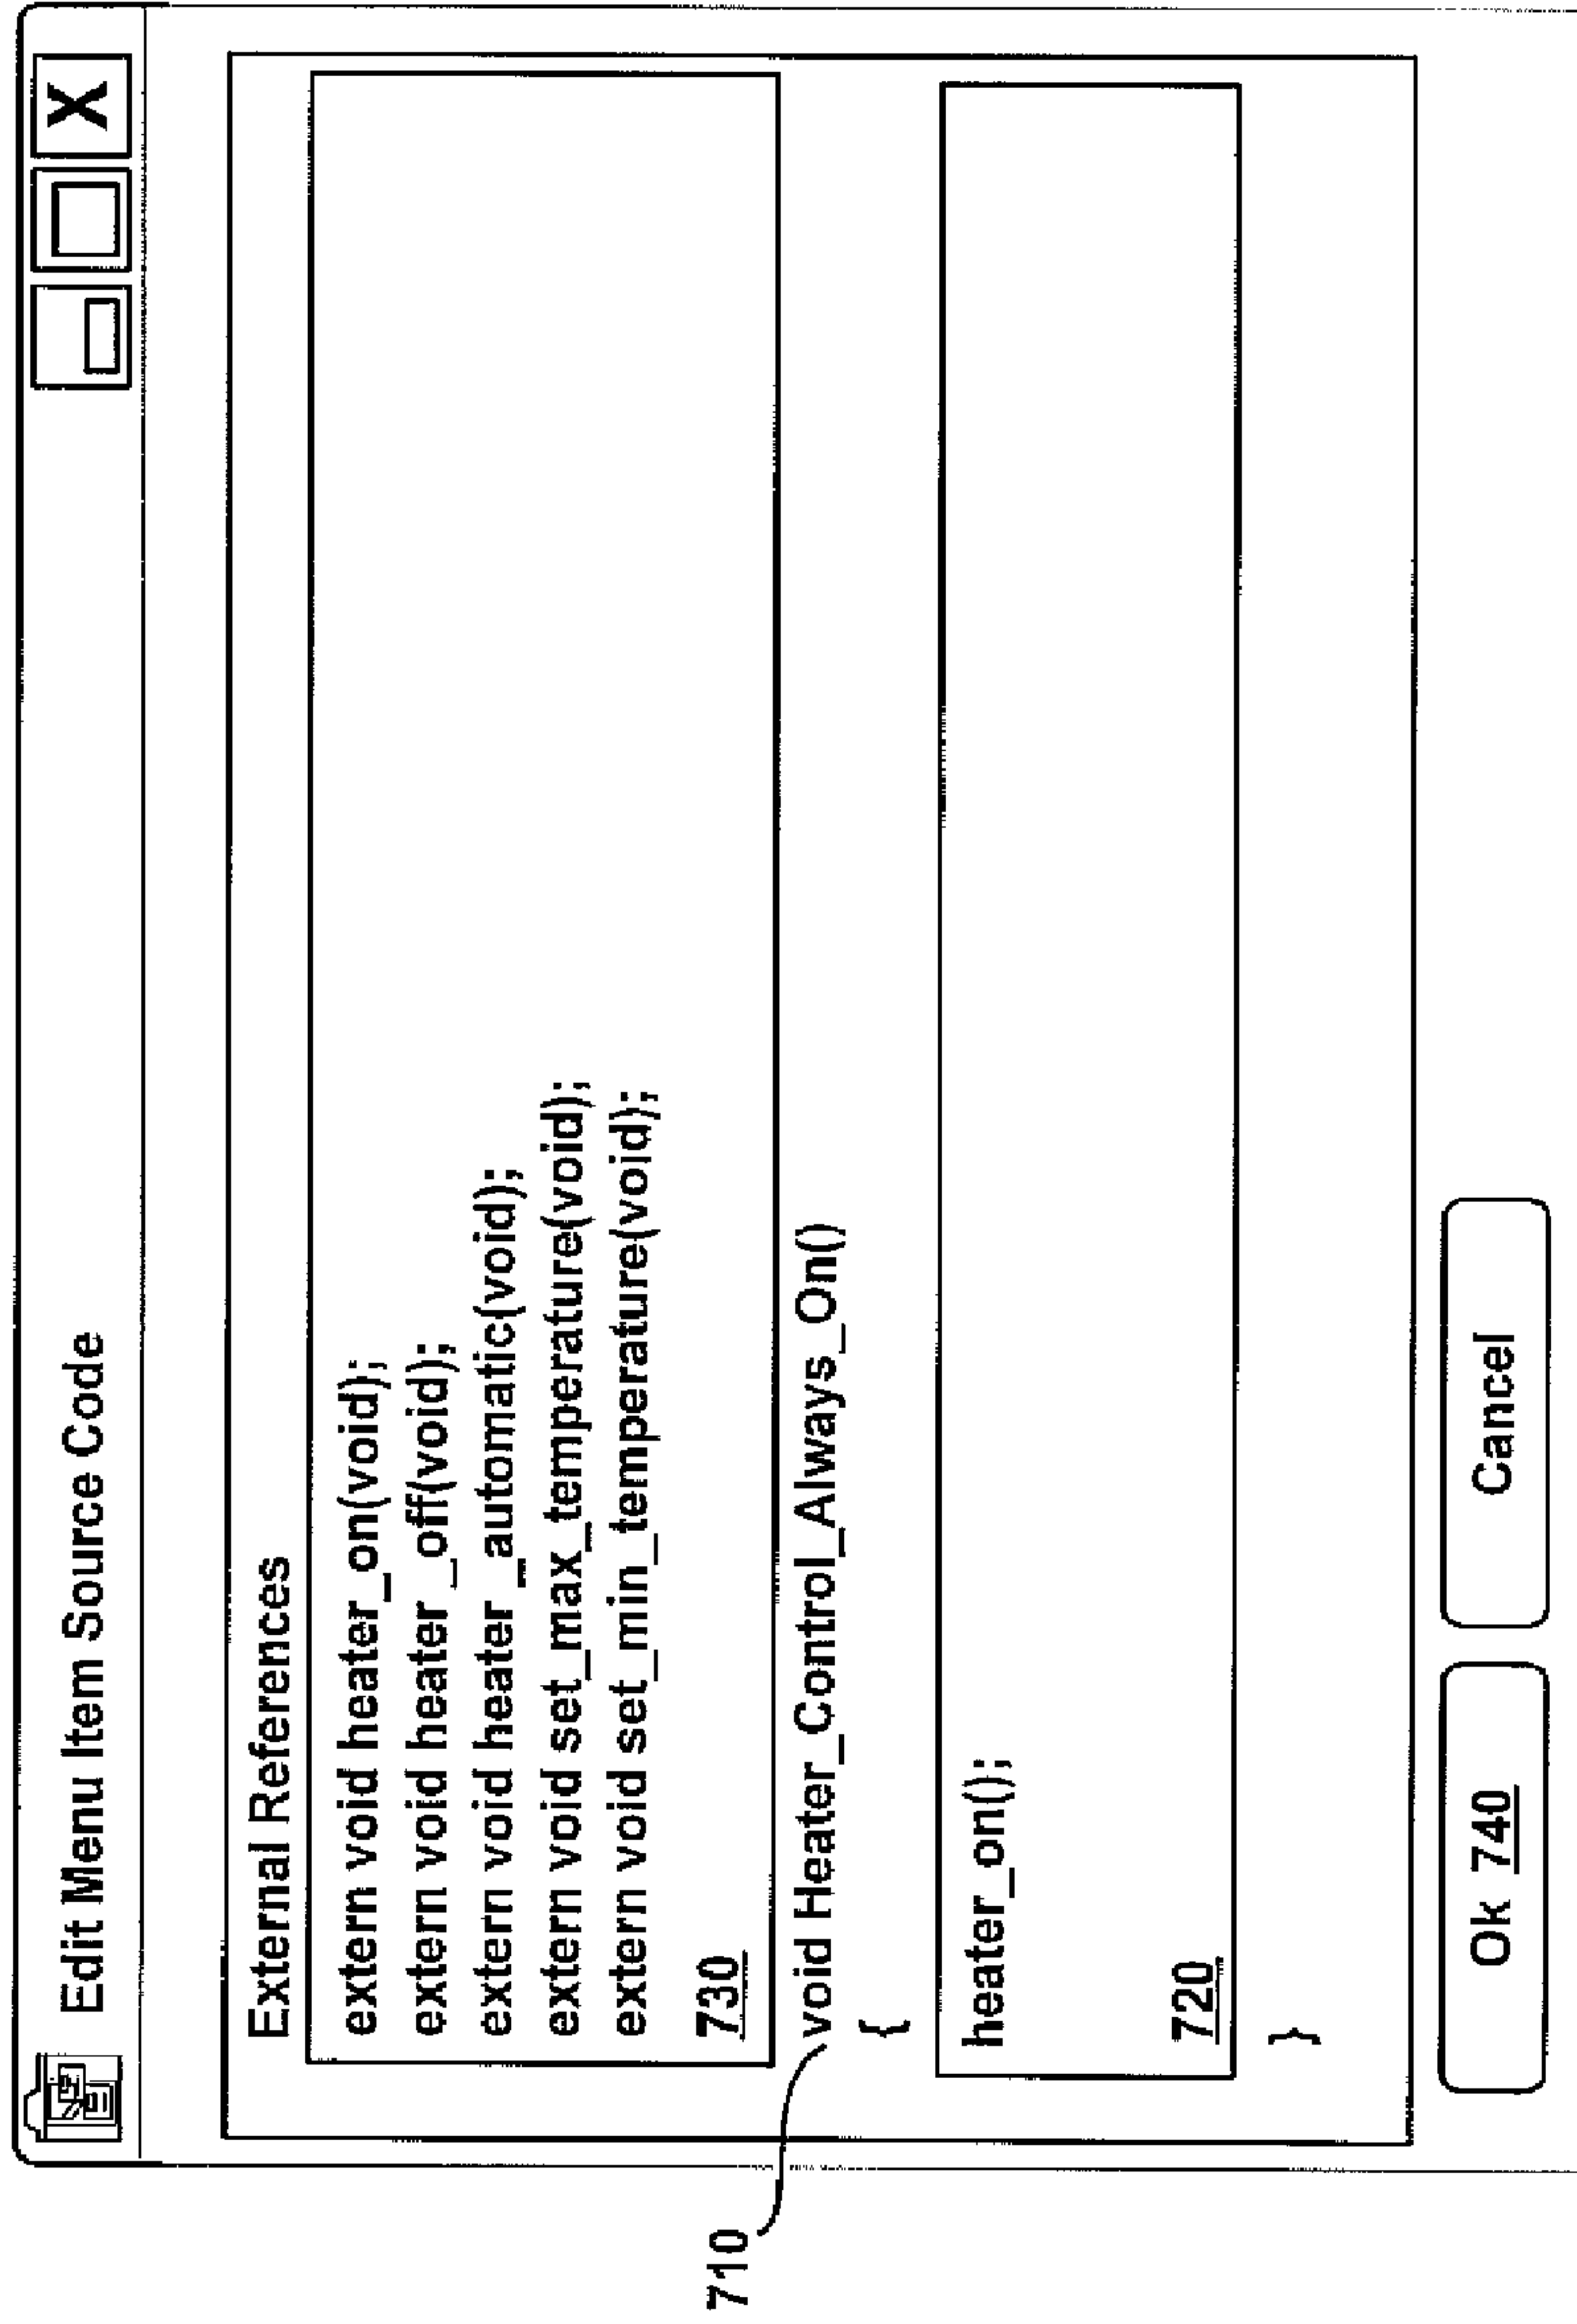 Edit Menu Item Source Code
X
External References
extern void heater_on(void);
extern void heater_off(void);
extern void heater_automatic(void);
extern void set_max_temperature(void);
extern void set_min_temperature(void);
730
710
void Heater_Control_Always_On()
{
heater_on();
720
}
Ok 740
Cancel